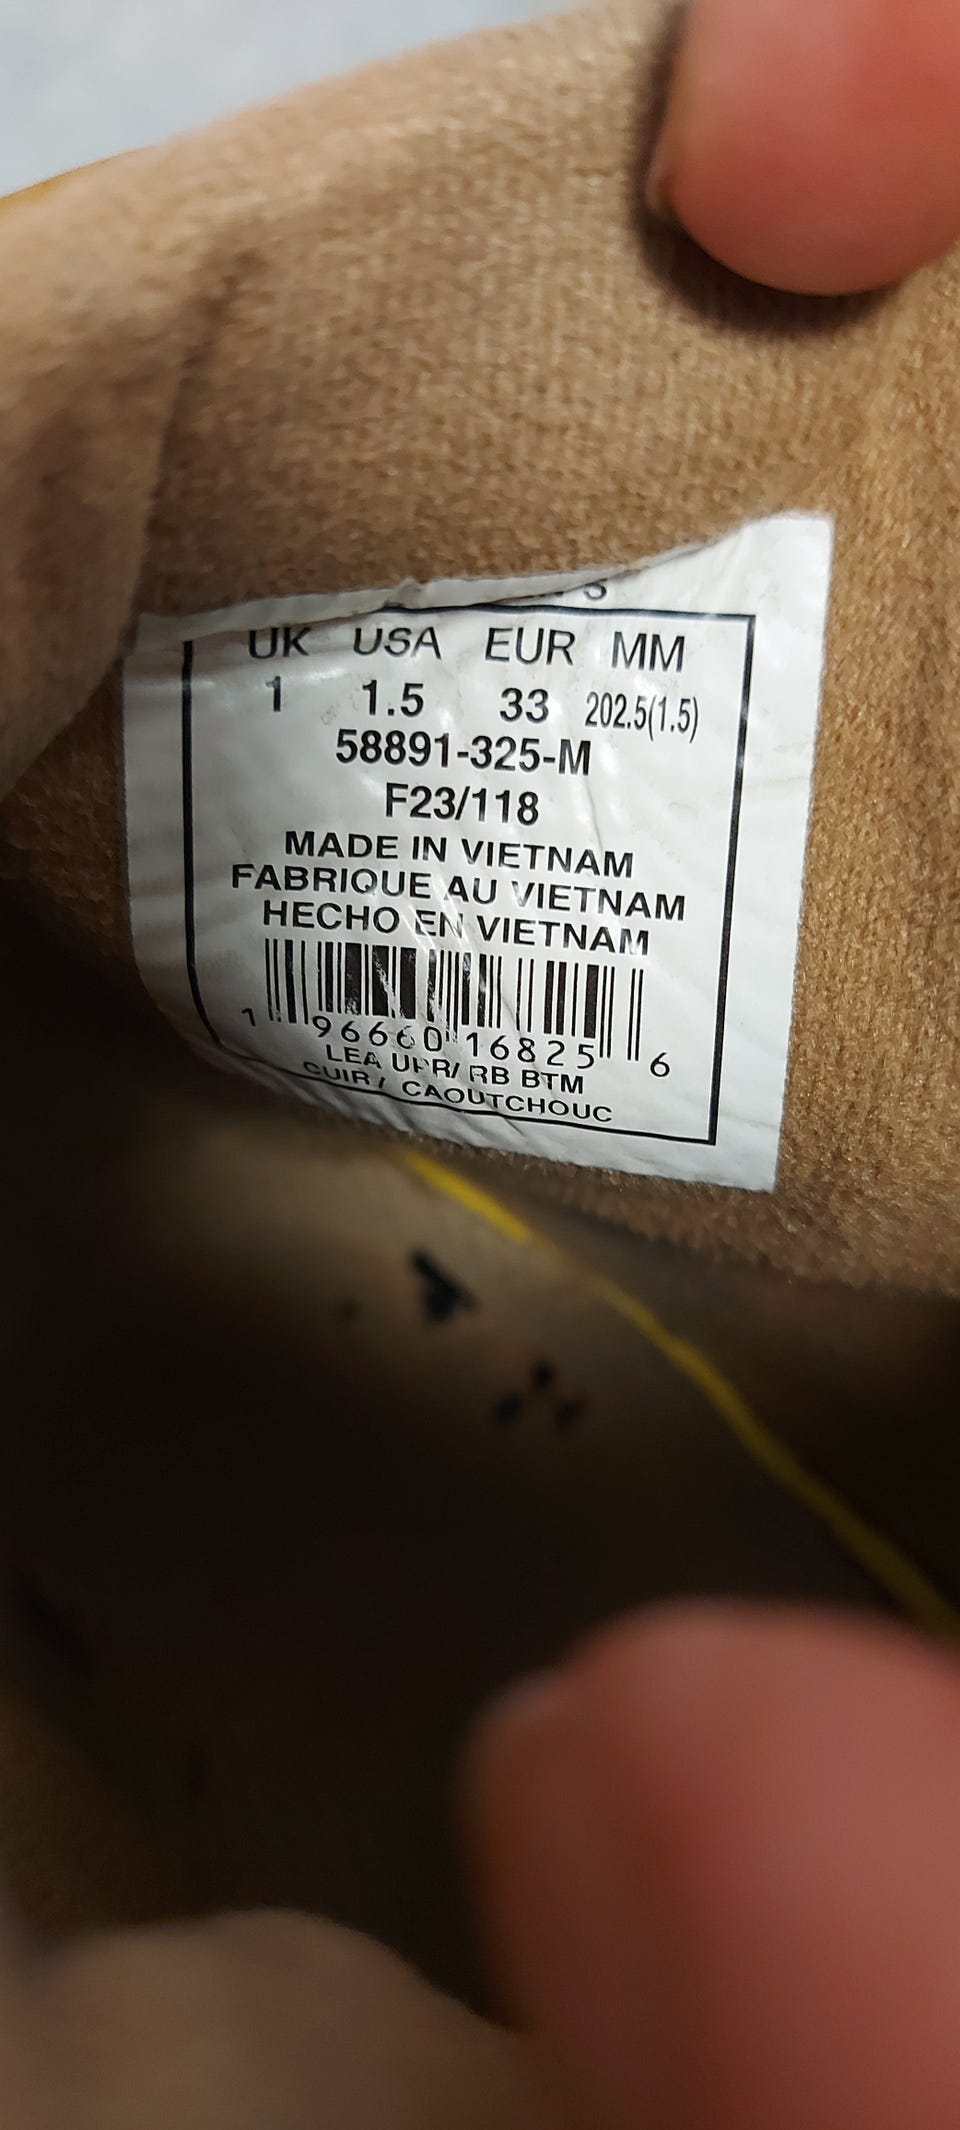 UK USA EUR MM
1 1.5 33 202.5(1.5)
58891-325-M
F23/118
MADE IN VIETNAM
FABRIQUE AU VIETNAM
HECHO EN VIETNAM
1 96660 16825 6
LEA UPR/ RB BTM
CUIR/ CAOUTCHOUC